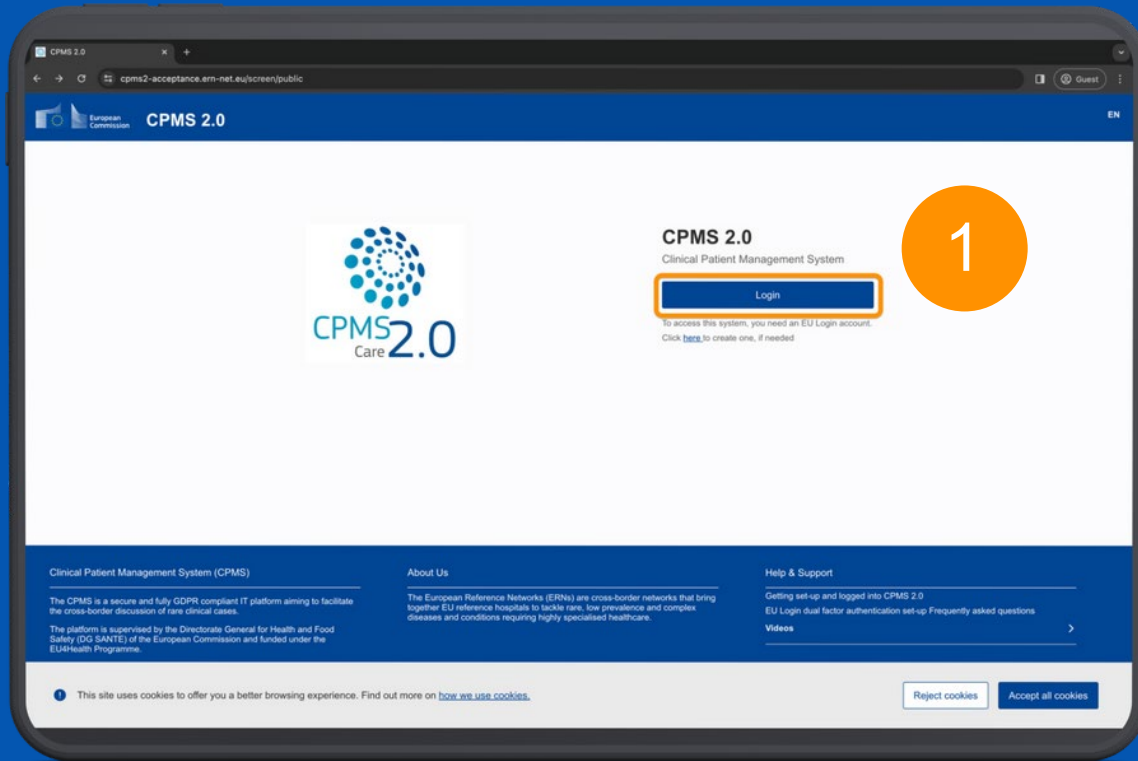 CPMS 2.0
cpms2-acceptance.ern-net.eu/screen/public
Guest
European
Commission
CPMS 2.0
EN
CPMS
2.0
Care
CPMS 2.0
Clinical Patient Management System
Login
To access this system, you need an EU Login account.
Click here to create one, if needed
1
Clinical Patient Management System (CPMS)
The CPMS is a secure and fully GDPR compliant IT platform aiming to facilitate
the cross-border discussion of rare clinical cases.
The platform is supervised by the Directorate General for Health and Food
Safety (DG SANTE) of the European Commission and funded under the
EU4Health Programme.
About Us
The European Reference Networks (ERNs) are cross-border networks that bring
together EU reference hospitals to tackle rare, low prevalence and complex
diseases and conditions requiring highly specialised healthcare.
Help & Support
Getting set-up and logged into CPMS 2.0
EU Login dual factor authentication set-up Frequently asked questions
Videos
This site uses cookies to offer you a better browsing experience. Find out more on how we use cookies.
Reject cookies
Accept all cookies